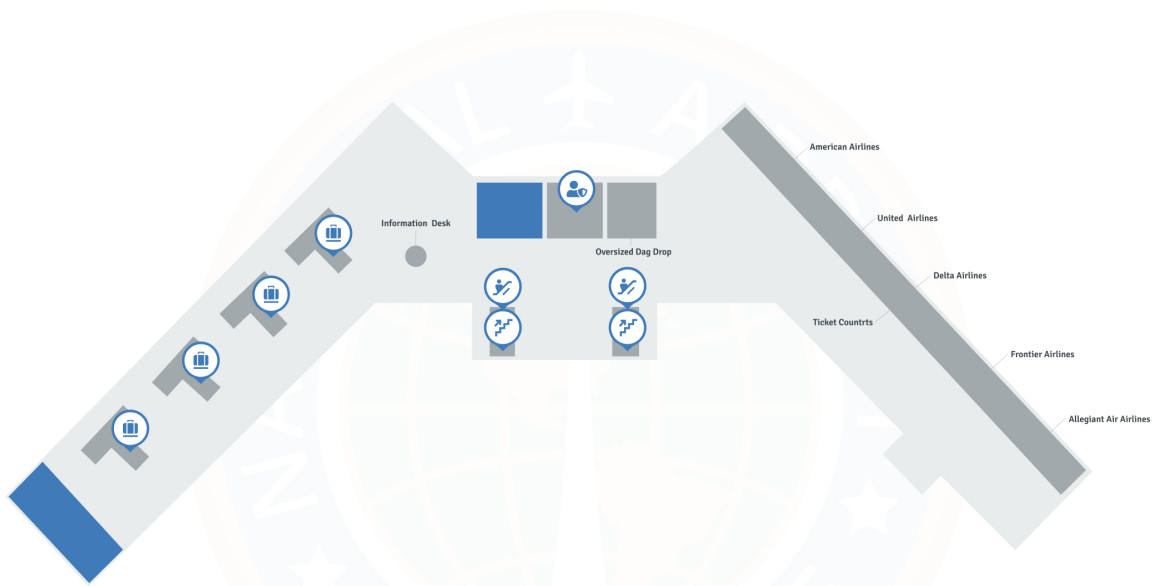 American Airlines
United Airlines
Information Desk
Oversized Dag Drop
Delta Airlines
Ticket Countrts
Frontier Airlines
Allegiant Air Airlines